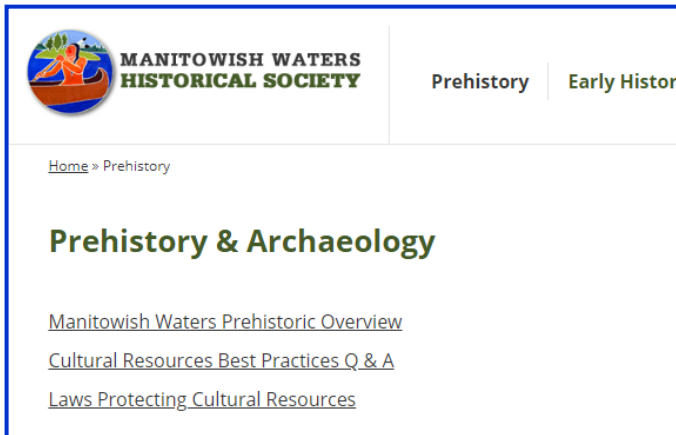 MANITOWISH WATERS
HISTORICAL SOCIETY
Prehistory
Home » Prehistory
Prehistory & Archaeology
Manitowish Waters Prehistoric Overview
Cultural Resources Best Practices Q & A
Laws Protecting Cultural Resources